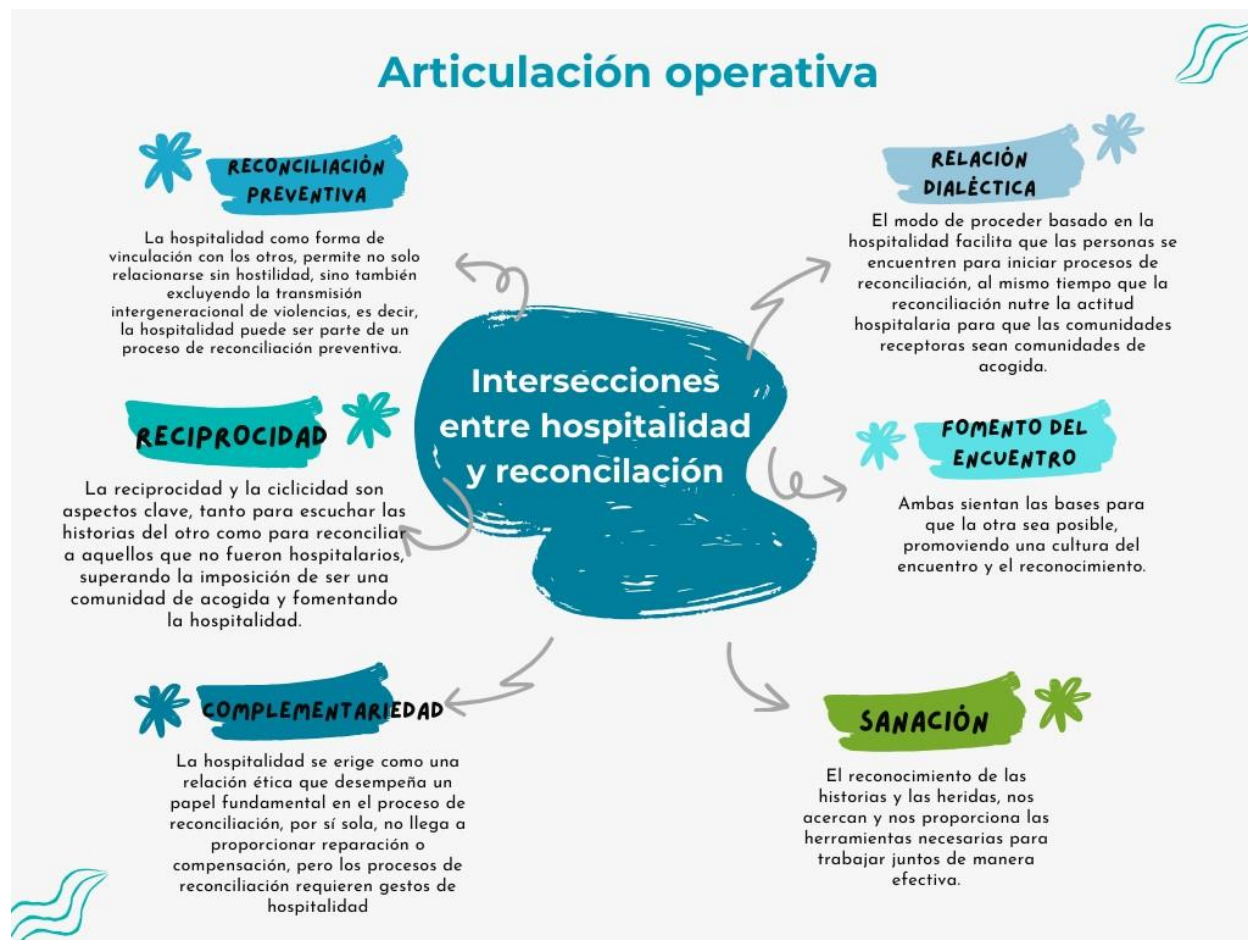 Articulación operativa
RECONCILIACIÓN
PREVENTIVA
La hospitalidad como forma de
vinculación con los otros, permite no solo
relacionarse sin hostilidad, sino también
excluyendo la transmisión
intergeneracional de violencias, es decir,
la hospitalidad puede ser parte de un
proceso de reconciliación preventiva.
RELACIÓN
DIALÉCTICA
El modo de proceder basado en la
hospitalidad facilita que las personas se
encuentren para iniciar procesos de
reconciliación, al mismo tiempo que la
reconciliación nutre la actitud
hospitalaria para que las comunidades
receptoras sean comunidades de
acogida.
Intersecciones
entre hospitalidad
y reconcilación
RECIPROCIDAD
La reciprocidad y la ciclicidad son
aspectos clave, tanto para escuchar las
historias del otro como para reconciliar
a aquellos que no fueron hospitalarios,
superando la imposición de ser una
comunidad de acogida y fomentando
la hospitalidad.
FOMENTO DEL
ENCUENTRO
Ambas sientan las bases para
que la otra sea posible,
promoviendo una cultura del
encuentro y el reconocimiento.
COMPLEMENTARIEDAD
La hospitalidad se erige como una
relación ética que desempeña un
papel fundamental en el proceso de
reconciliación, por sí sola, no llega a
proporcionar reparación o
compensación, pero los procesos de
reconciliación requieren gestos de
hospitalidad
SANACIÓN
El reconocimiento de las
historias y las heridas, nos
acercan y nos proporciona las
herramientas necesarias para
trabajar juntos de manera
efectiva.